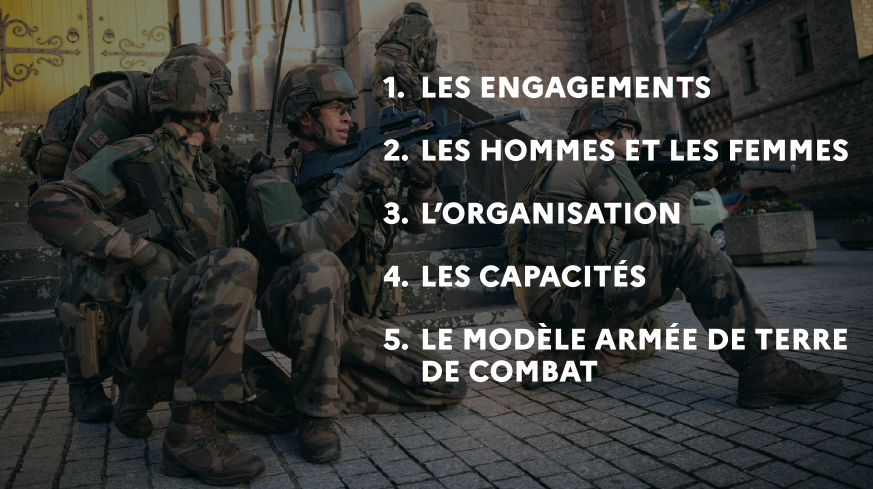 1. LES ENGAGEMENTS
2. LES HOMMES ET LES FEMMES
3. L’ORGANISATION
4. LES CAPACITÉS
5. LE MODÈLE ARMÉE DE TERRE
DE COMBAT